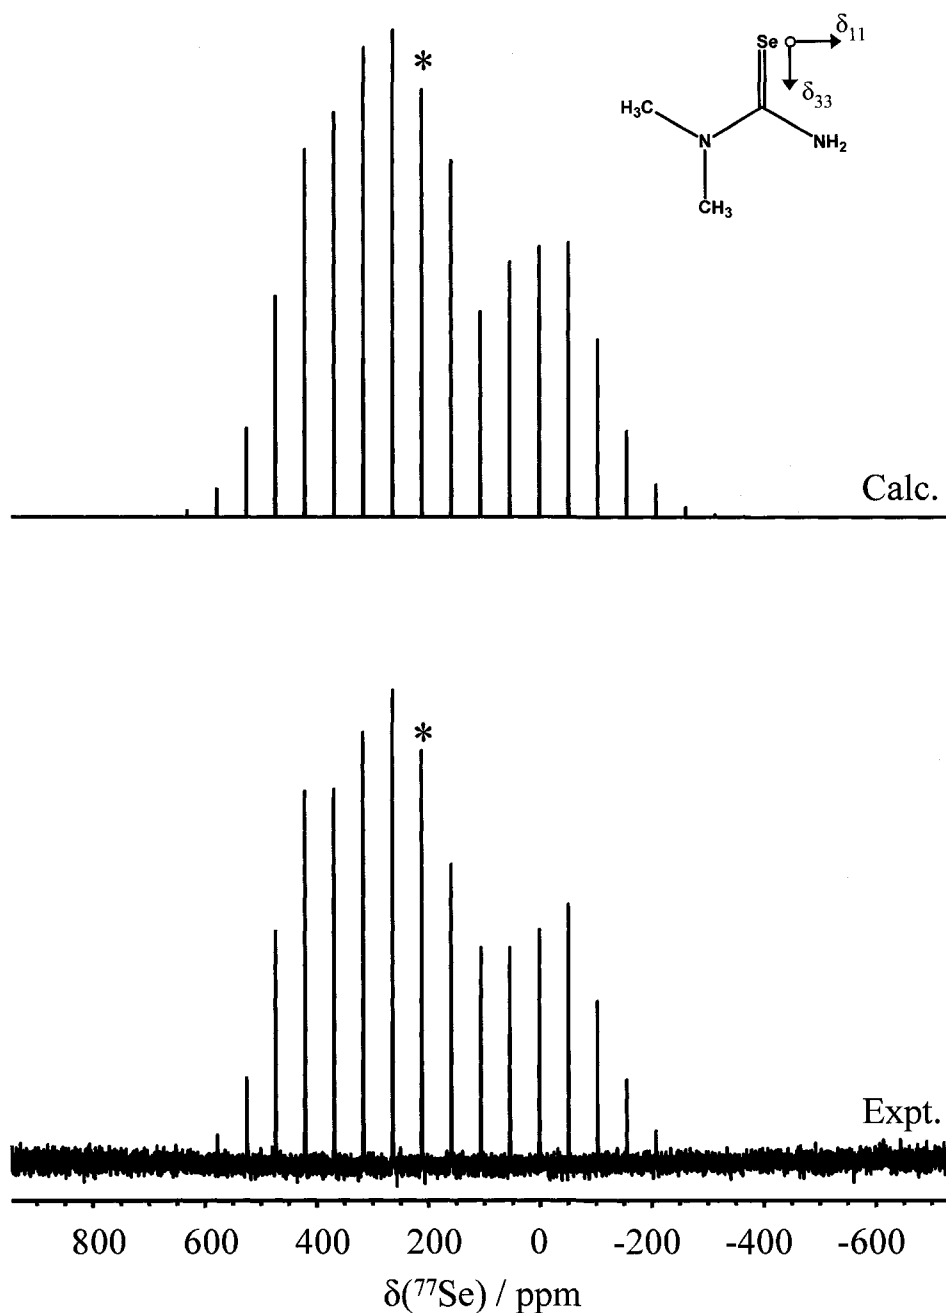 Se δ₁₁
δ₃₃
H₃C
N NH₂
CH₃
*
Calc.
*
Expt.
800 600 400 200 0 -200 -400 -600
δ(⁷⁷Se) / ppm